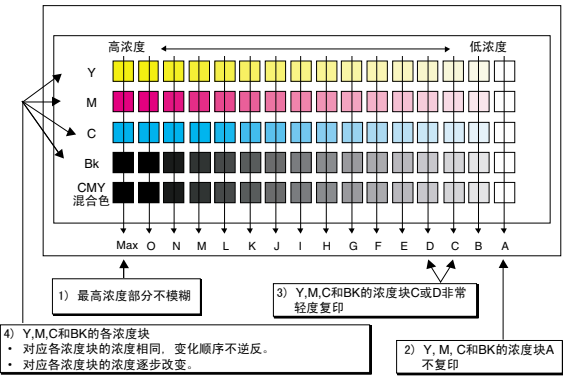 高浓度 低浓度
Y
M
C
Bk
CMY
混合色
Max O N M L K J I H G F E D C B A
1） 最高浓度部分不模糊
3） Y,M,C和BK的浓度块C或D非常
轻度复印
4） Y,M,C和BK的各浓度块
• 对应各浓度块的浓度相同，变化顺序不逆反。
• 对应各浓度块的浓度逐步改变。
2） Y, M, C和BK的浓度块A
不复印